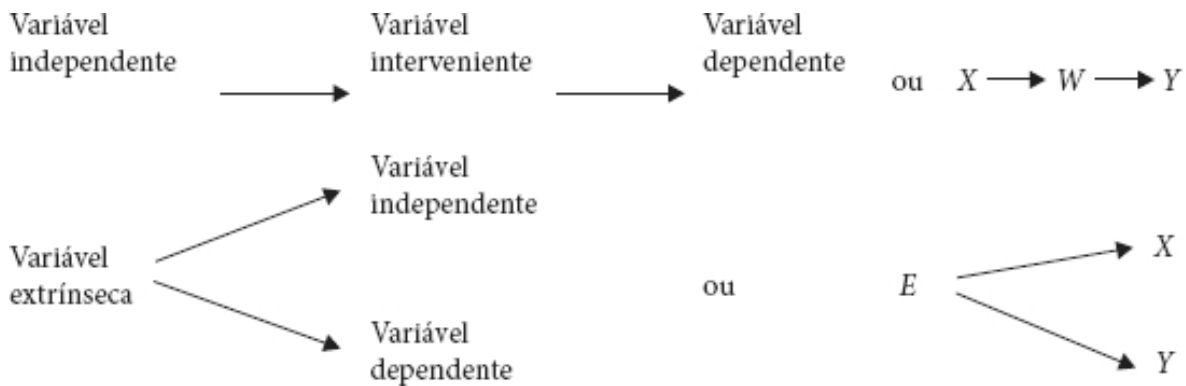 Variável
independente
Variável
interveniente
Variável
dependente
ou X W Y
Variável
independente
Variável
extrínseca
Variável
dependente
ou E
X
Y